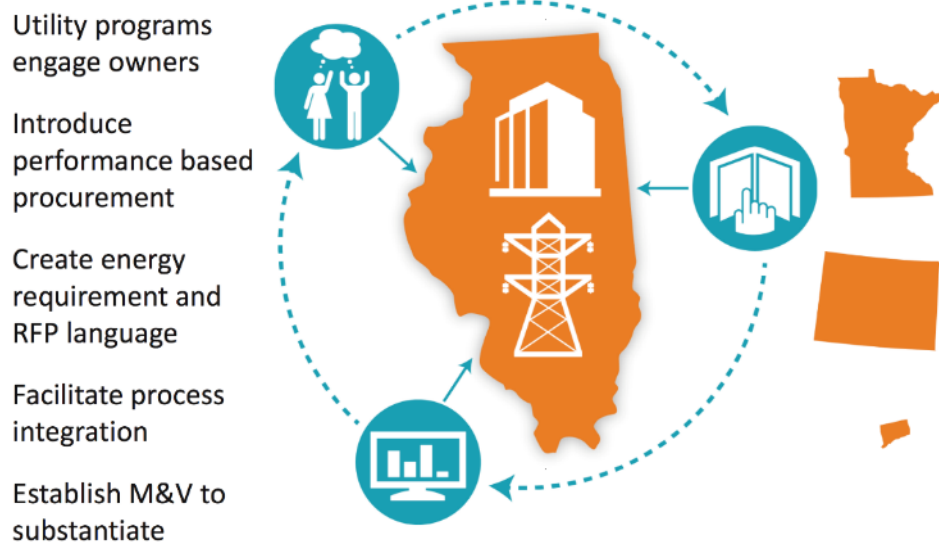 Utility programs
engage owners
Introduce
performance based
procurement
Create energy
requirement and
RFP language
Facilitate process
integration
Establish M&V to
substantiate